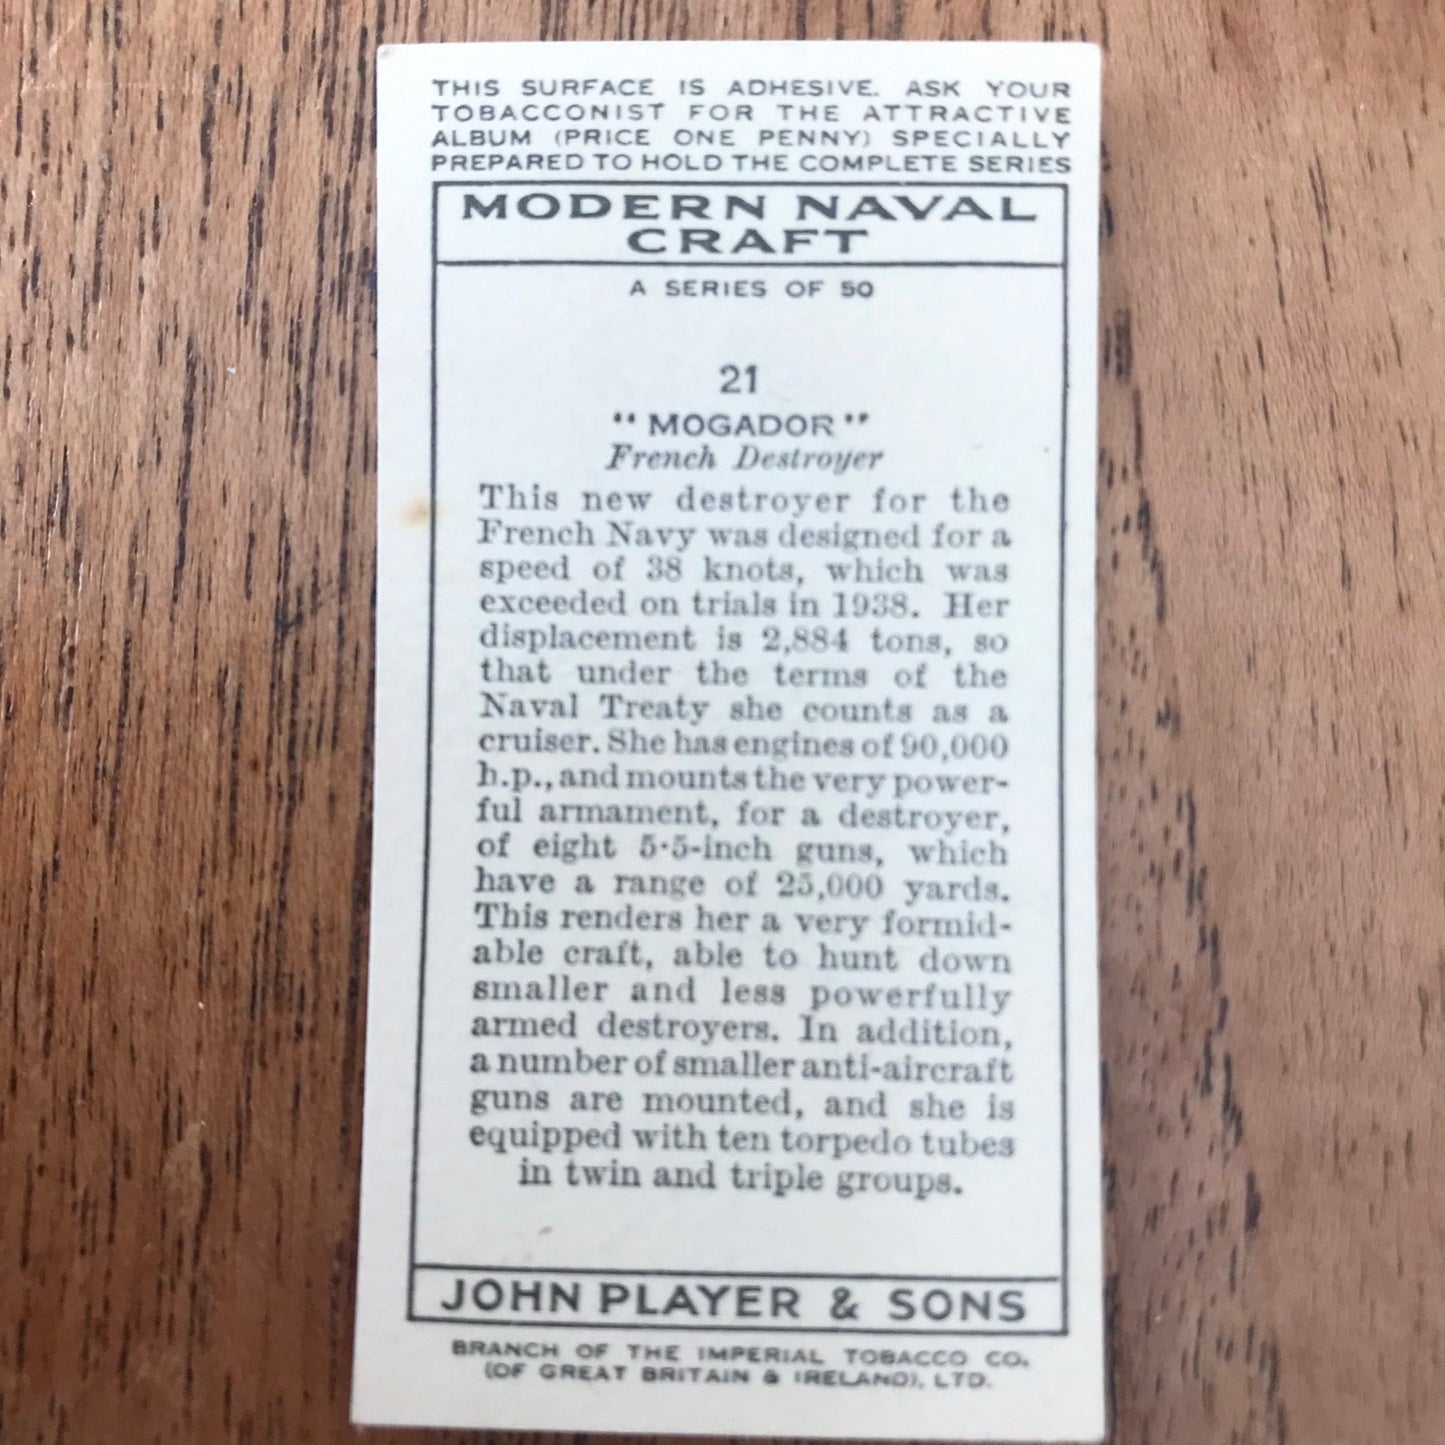 THIS SURFACE IS ADHESIVE. ASK YOUR
TOBACCONIST FOR THE ATTRACTIVE
ALBUM (PRICE ONE PENNY) SPECIALLY
PREPARED TO HOLD THE COMPLETE SERIES
MODERN NAVAL
CRAFT
A SERIES OF 50
21
"MOGADOR"
French Destroyer
This new destroyer for the
French Navy was designed for a
speed of 38 knots, which was
exceeded on trials in 1938. Her
displacement is 2,884 tons, so
that under the terms of the
Naval Treaty she counts as a
cruiser. She has engines of 90,000
h.p., and mounts the very power-
ful armament, for a destroyer,
of eight 5·5-inch guns, which
have a range of 25,000 yards.
This renders her a very formid-
able craft, able to hunt down
smaller and less powerfully
armed destroyers. In addition,
a number of smaller anti-aircraft
guns are mounted, and she is
equipped with ten torpedo tubes
in twin and triple groups.
JOHN PLAYER & SONS
BRANCH OF THE IMPERIAL TOBACCO CO.
(OF GREAT BRITAIN & IRELAND), LTD.